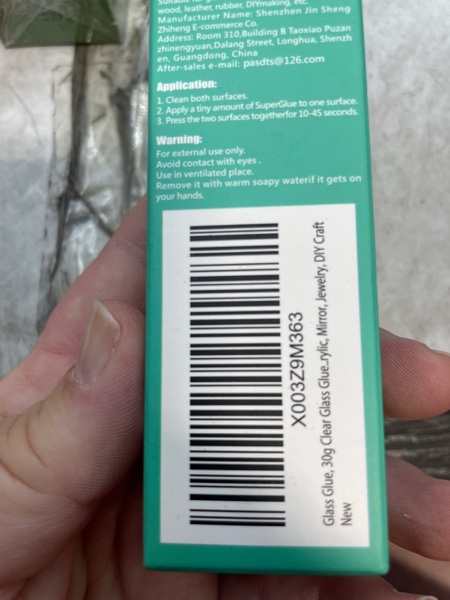 wood, leather, rubber, DIYmaking, etc.
Manufacturer Name: Shenzhen Jin Sheng
Zhiheng E-commerce Co.
Address: Room 310,Building 8 Taoxiao Puzan
zhinengyuan,Dalang Street, Longhua, Shenzh
en, Guangdong, China
After-sales e-mail: pasdts@126.com
Application:
1. Clean both surfaces.
2. Apply a tiny amount of SuperGlue to one surface.
3. Press the two surfaces togetherfor 10-45 seconds.
Warning:
For external use only.
Avoid contact with eyes .
Use in ventilated place.
Remove it with warm soapy waterif it gets on
your hands.
X003Z9M363
Glass Glue, 30g Clear Glass Glue...rylic, Mirror, Jewelry, DIY Craft
New